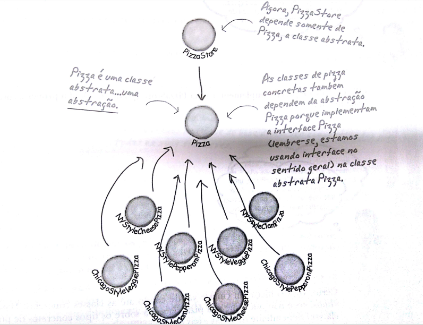 Agora, PizzaStore
depende somente de
Pizza, a classe abstrata.
PizzaStore
Pizza é uma classe
abstrata...uma
abstração.
As classes de pizza
concretas também
dependem da abstração
Pizza porque implementam
a interface Pizza
(lembre-se, estamos
usando interface no
sentido geral) na classe
abstrata Pizza.
Pizza
NYStyleCheesePizza
NYStyleClamPizza
NYStylePepperoniPizza
NYStyleVeggiePizza
ChicagoStyleVeggiePizza
ChicagoStylePepperoniPizza
ChicagoStyleClamPizza
ChicagoStyleCheesePizza